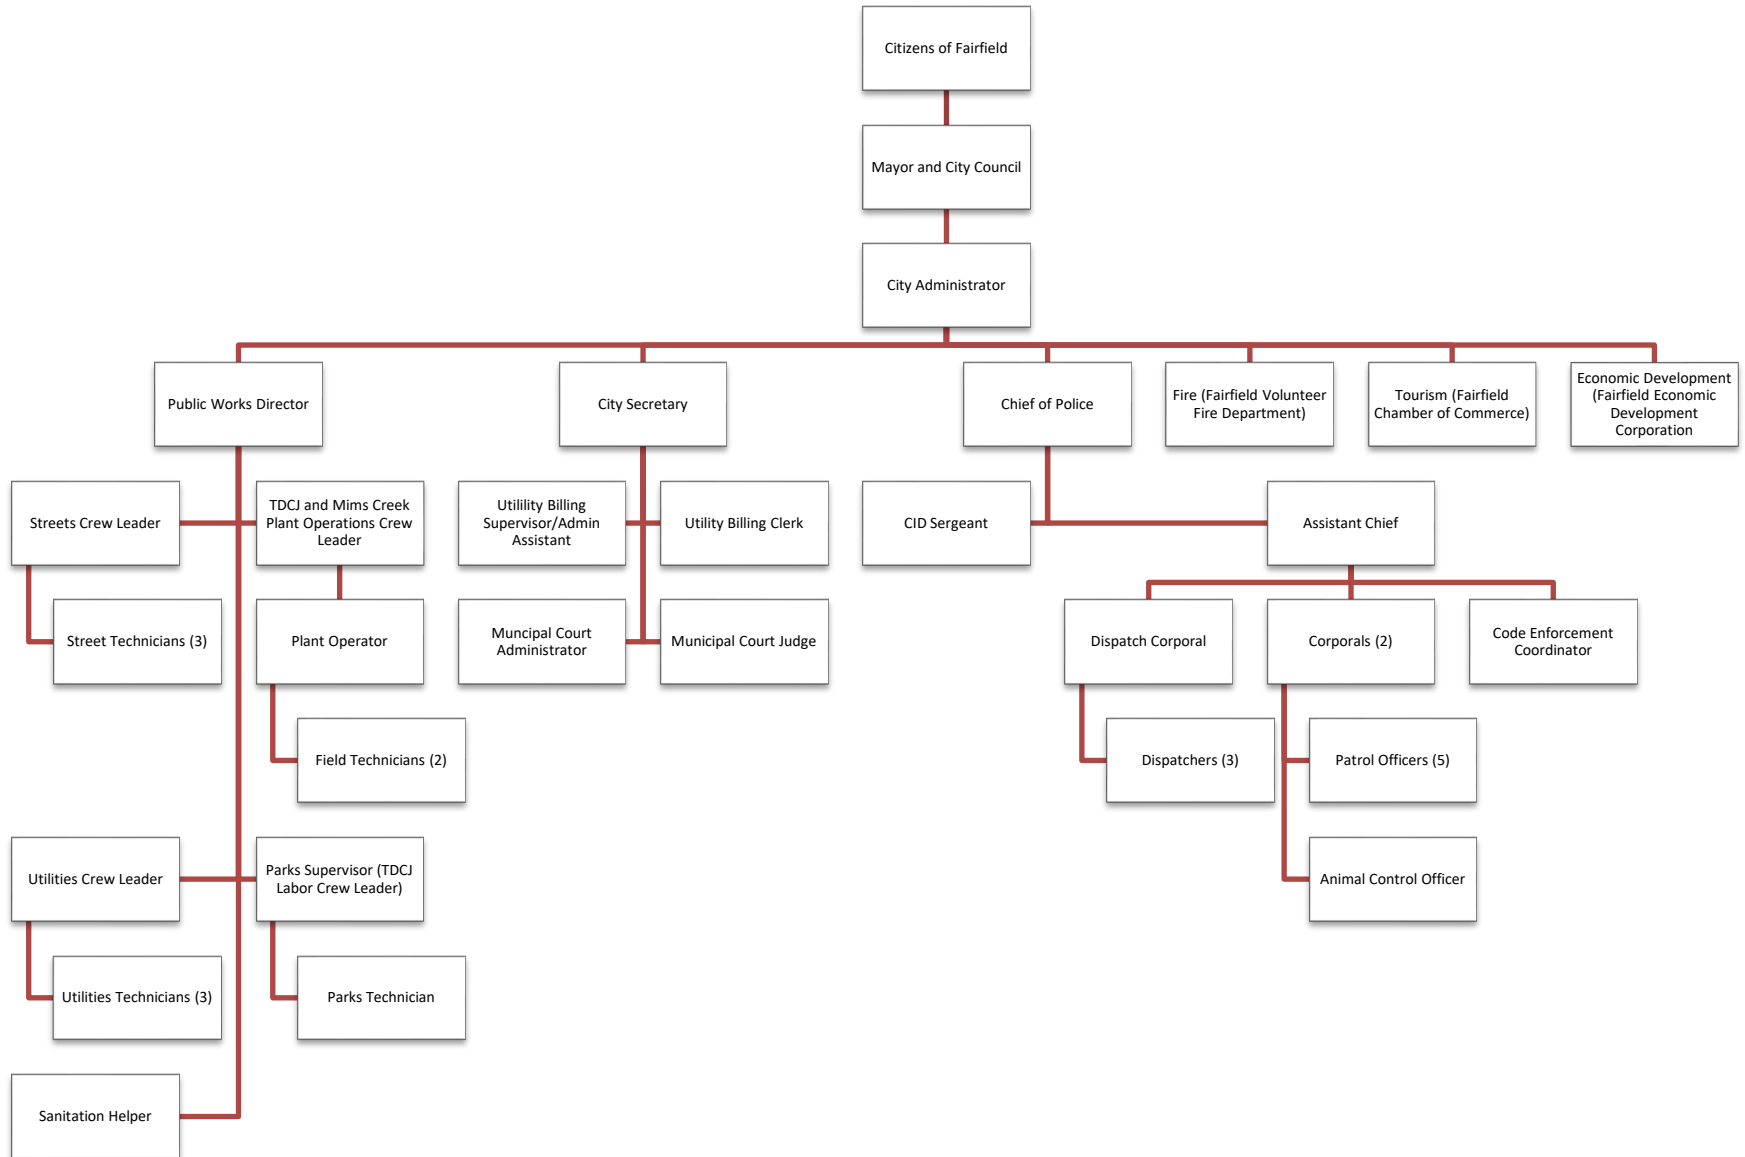 Citizens of Fairfield
Mayor and City Council
City Administrator
Public Works Director
City Secretary
Chief of Police
Fire (Fairfield Volunteer
Fire Department)
Tourism (Fairfield
Chamber of Commerce)
Economic Development
(Fairfield Economic
Development
Corporation
Streets Crew Leader
TDCJ and Mims Creek
Plant Operations Crew
Leader
Utilility Billing
Supervisor/Admin
Assistant
Utility Billing Clerk
CID Sergeant
Assistant Chief
Street Technicians (3)
Plant Operator
Muncipal Court
Administrator
Municipal Court Judge
Dispatch Corporal
Corporals (2)
Code Enforcement
Coordinator
Field Technicians (2)
Dispatchers (3)
Patrol Officers (5)
Utilities Crew Leader
Parks Supervisor (TDCJ
Labor Crew Leader)
Animal Control Officer
Utilities Technicians (3)
Parks Technician
Sanitation Helper